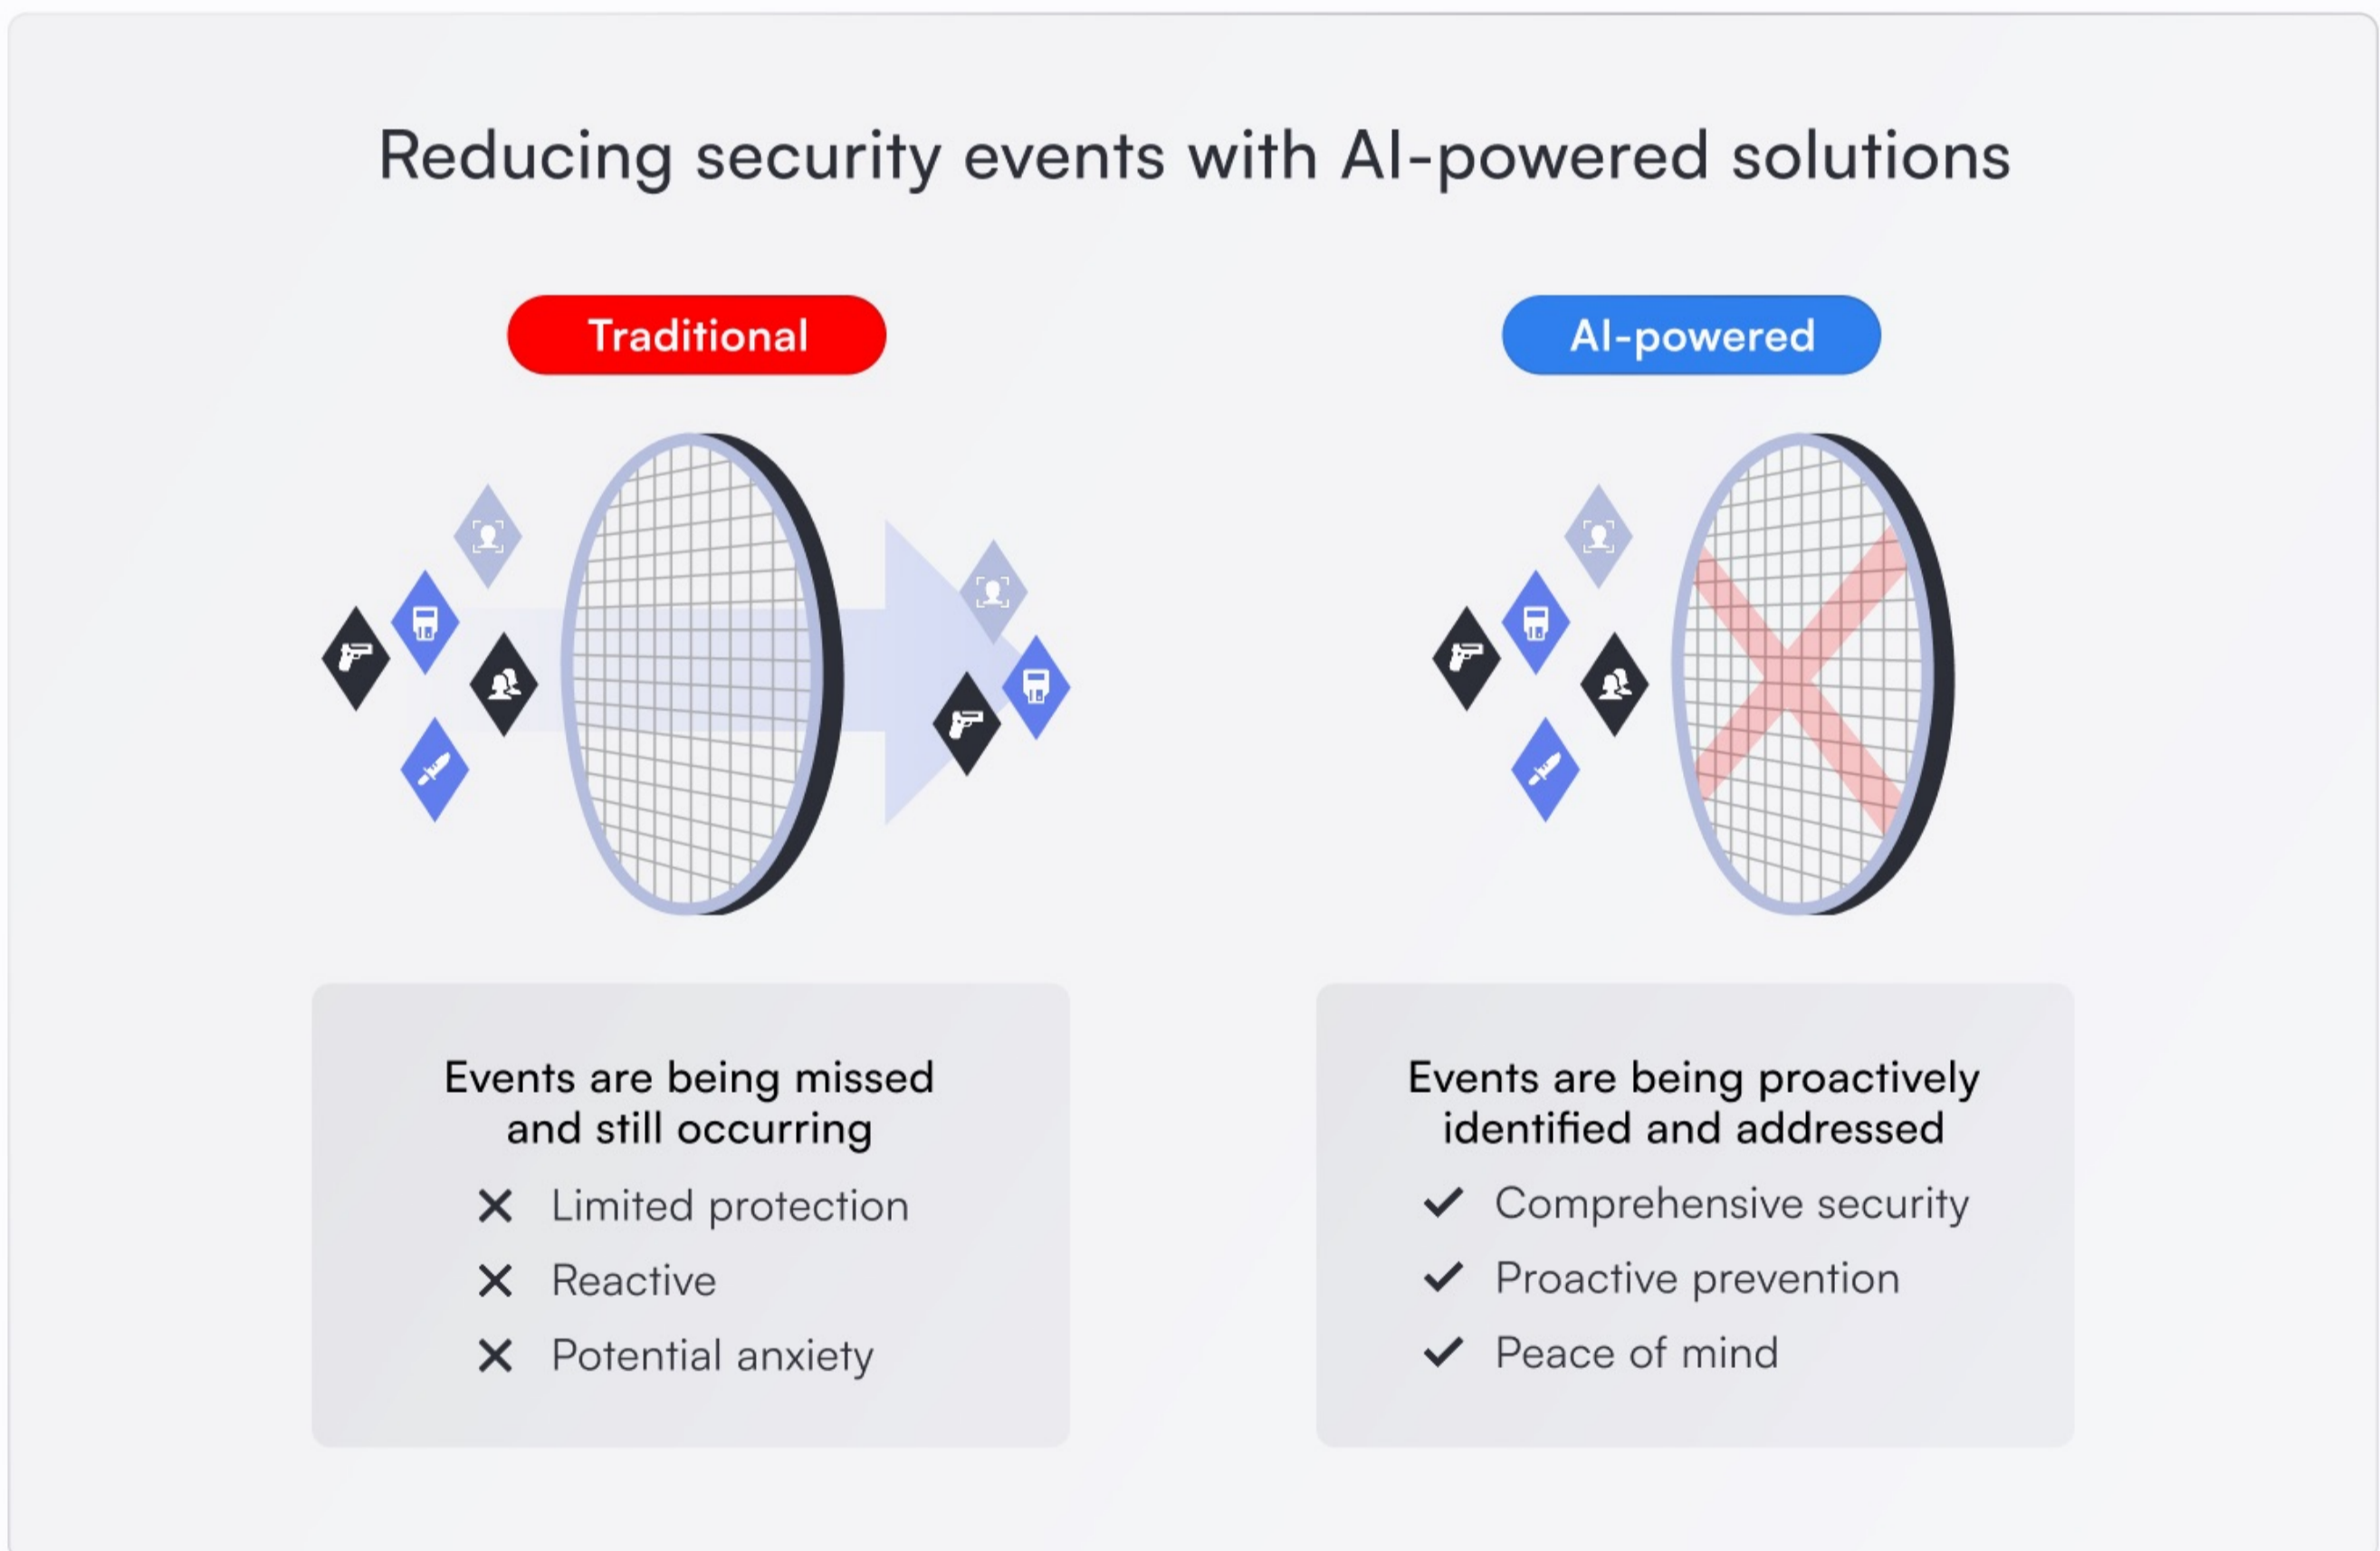 Reducing security events with AI-powered solutions
Traditional
AI-powered
Events are being missed
and still occurring
Limited protection
Reactive
Potential anxiety
Events are being proactively
identified and addressed
Comprehensive security
Proactive prevention
Peace of mind